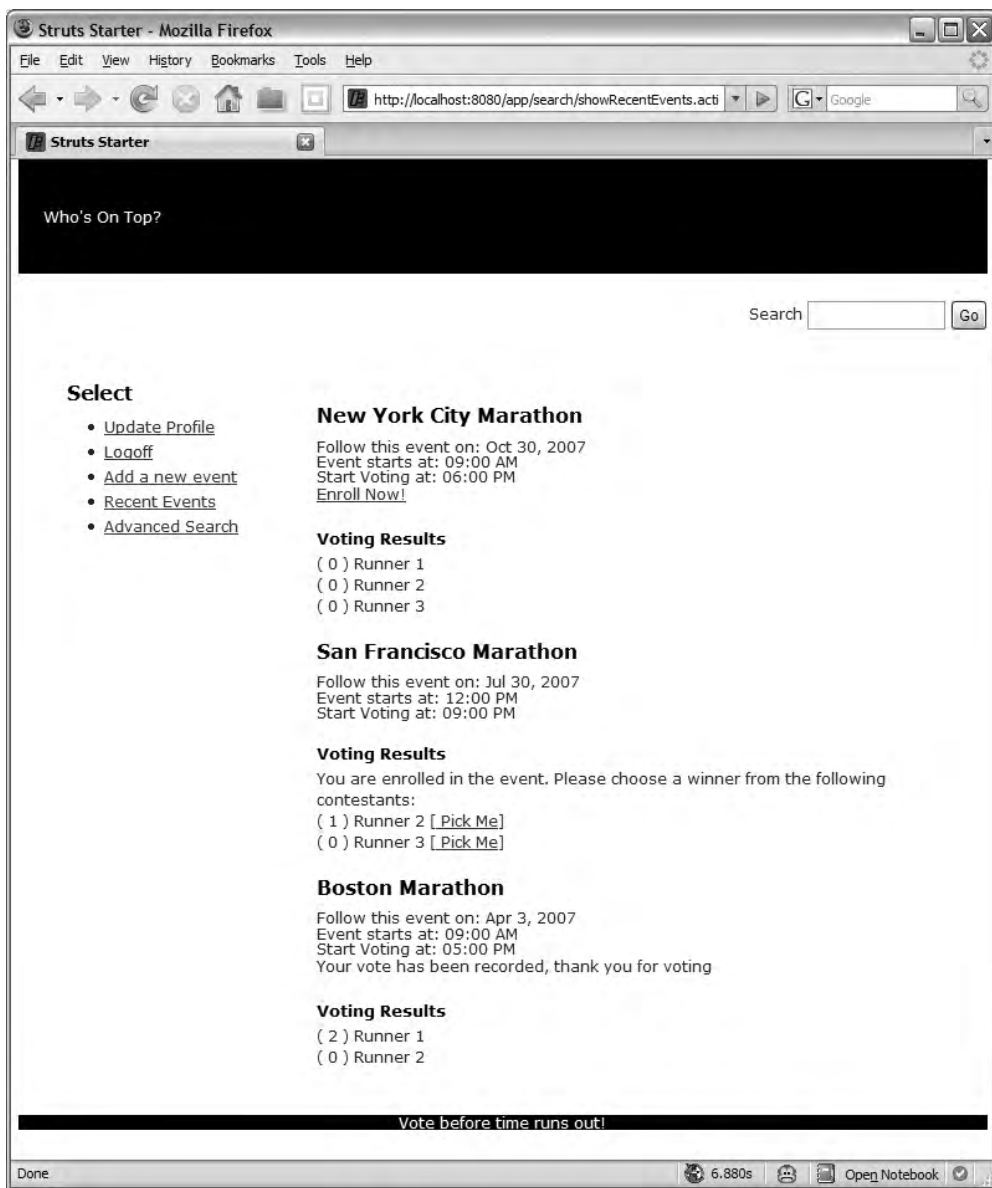 Struts Starter - Mozilla Firefox
File Edit View History Bookmarks Tools Help
http://localhost:8080/app/search/showRecentEvents.acti
Google
Struts Starter
Who's On Top?
Search Go
Select
• Update Profile
• Logoff
• Add a new event
• Recent Events
• Advanced Search
New York City Marathon
Follow this event on: Oct 30, 2007
Event starts at: 09:00 AM
Start Voting at: 06:00 PM
Enroll Now!
Voting Results
( 0 ) Runner 1
( 0 ) Runner 2
( 0 ) Runner 3
San Francisco Marathon
Follow this event on: Jul 30, 2007
Event starts at: 12:00 PM
Start Voting at: 09:00 PM
Voting Results
You are enrolled in the event. Please choose a winner from the following
contestants:
( 1 ) Runner 2 [ Pick Me]
( 0 ) Runner 3 [ Pick Me]
Boston Marathon
Follow this event on: Apr 3, 2007
Event starts at: 09:00 AM
Start Voting at: 05:00 PM
Your vote has been recorded, thank you for voting
Voting Results
( 2 ) Runner 1
( 0 ) Runner 2
Vote before time runs out!
Done 6.880s Open Notebook